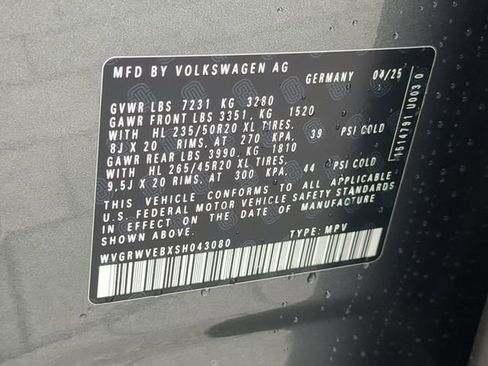 MFD BY VOLKSWAGEN AG
GERMANY 04/25
GVWR LBS 7231 KG 3280
GAWR FRONT LBS 3351, KG 1520
WITH HL 235/50R20 XL TIRES,
8J X 20 RIMS, AT 270 KPA, 39 PSI COLD
GAWR REAR LBS 3990, KG 1810
WITH HL 265/45R20 XL TIRES,
9.5J X 20 RIMS AT 300 KPA, 44 PSI COLD
THIS VEHICLE CONFORMS TO ALL APPLICABLE
U.S. FEDERAL MOTOR VEHICLE SAFETY STANDARDS
IN EFFECT ON THE DATE OF MANUFACTURE
SHOWN ABOVE.
WVGRWVEBXSH043080 TYPE: MPV
1514791 U003 0